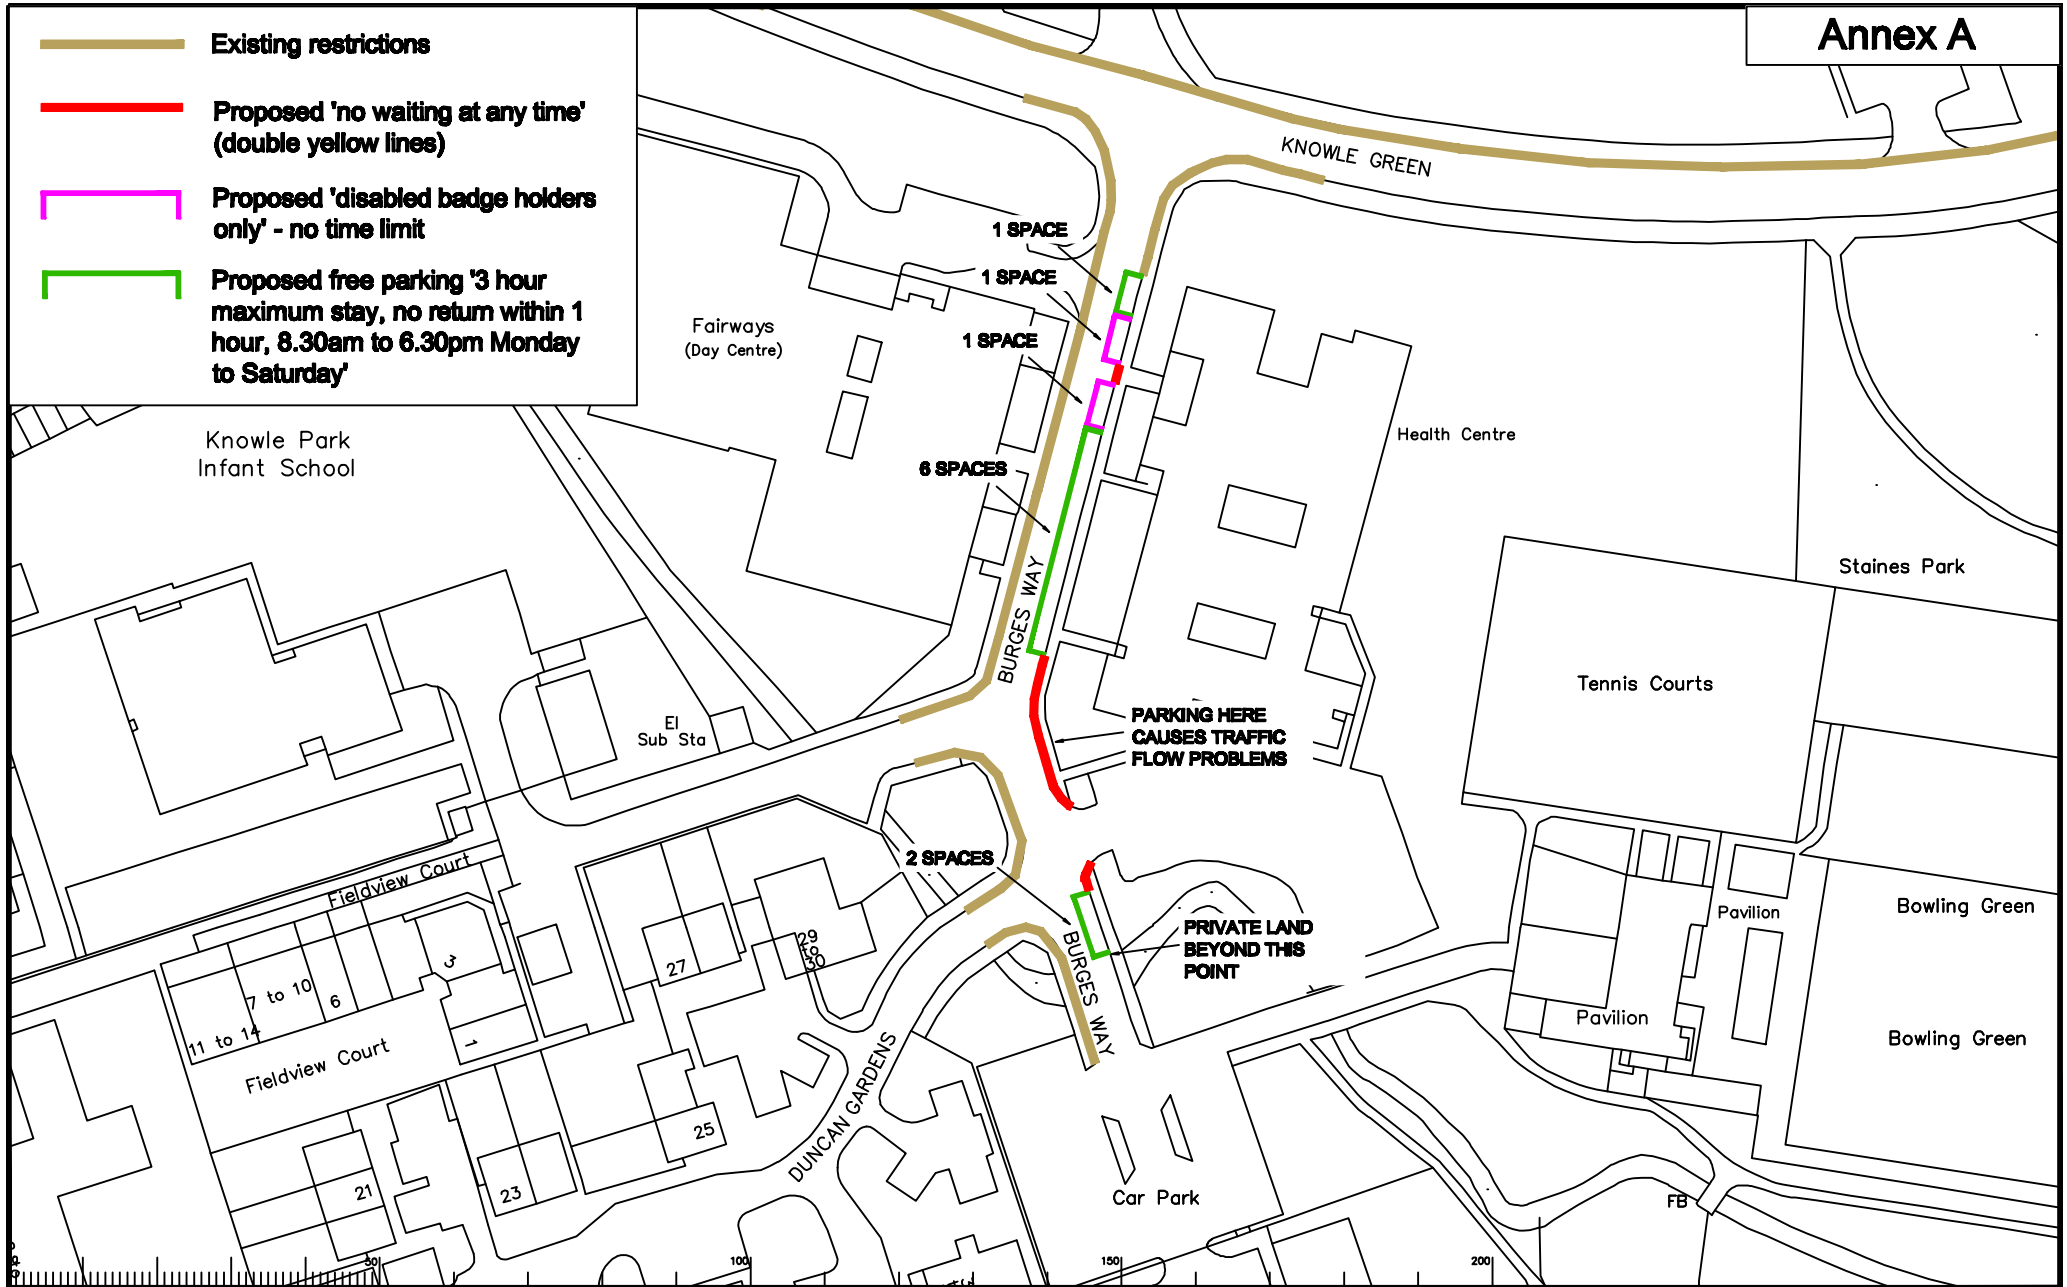 Annex A
Existing restrictions
Proposed 'no waiting at any time'
(double yellow lines)
Proposed 'disabled badge holders
only' - no time limit
Proposed free parking '3 hour
maximum stay, no return within 1
hour, 8.30am to 6.30pm Monday
to Saturday'
KNOWLE GREEN
1 SPACE
1 SPACE
1 SPACE
6 SPACES
Fairways
(Day Centre)
Knowle Park
Infant School
Health Centre
Staines Park
BURGES WAY
Tennis Courts
El
Sub Sta
PARKING HERE
CAUSES TRAFFIC
FLOW PROBLEMS
2 SPACES
Fieldview Court
Pavilion
Bowling Green
PRIVATE LAND
BEYOND THIS
POINT
BURGES WAY
29
to
30
27
3
7 to 10
6
11 to 14
1
Fieldview Court
Pavilion
Bowling Green
DUNCAN GARDENS
25
23
21
Car Park
FB
50
100
150
200